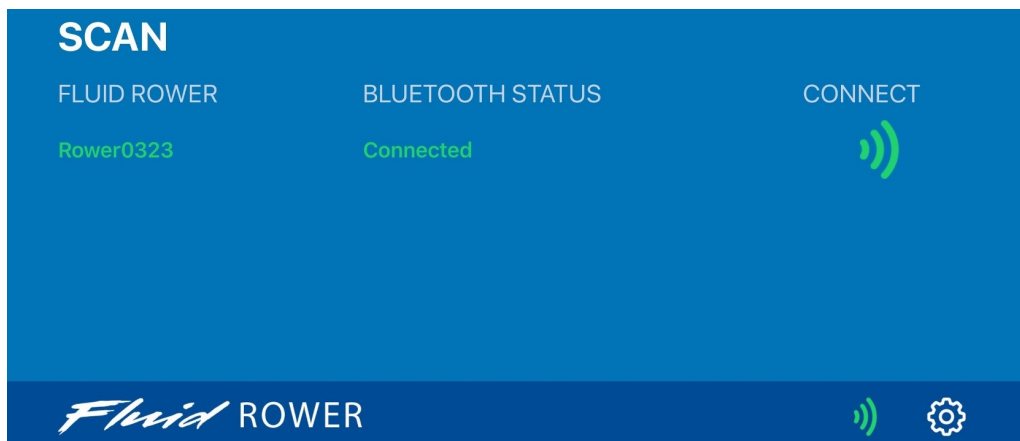 SCAN
FLUID ROWER BLUETOOTH STATUS CONNECT
Rower0323 Connected
Fluid ROWER